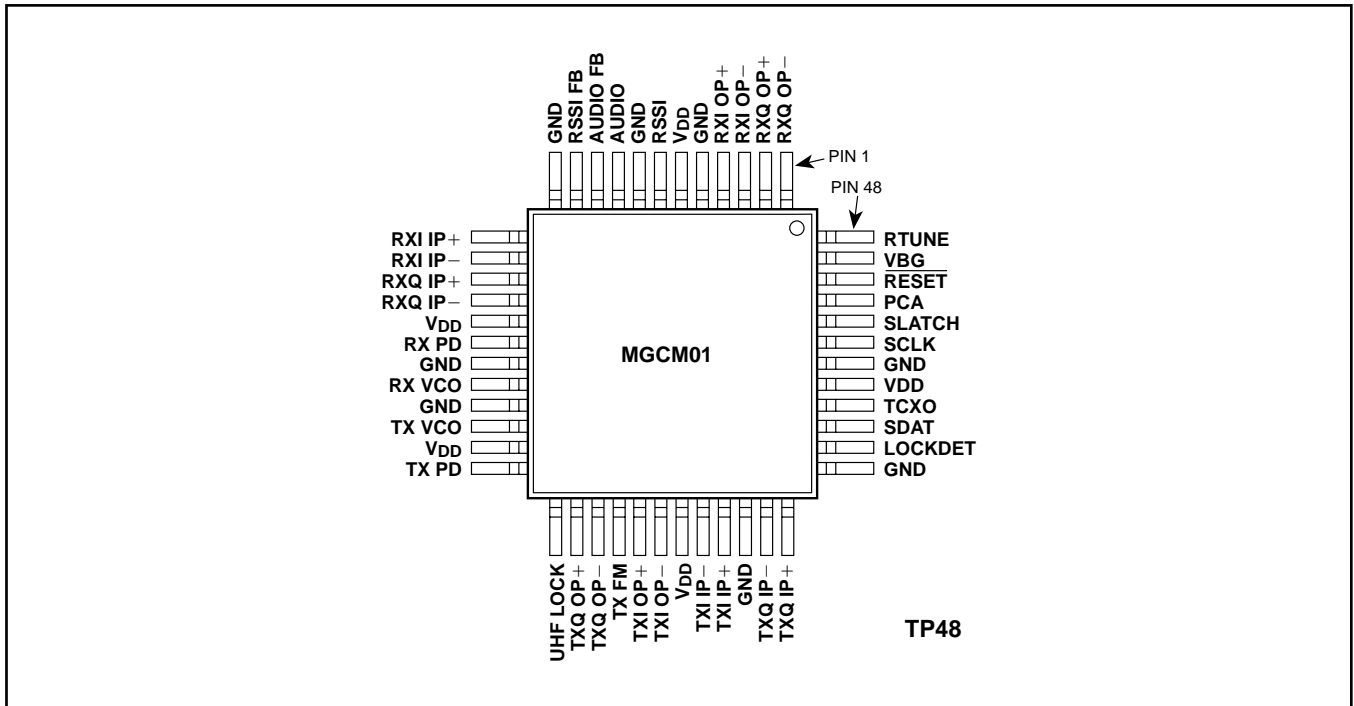 GND
RSSI FB
AUDIO FB
AUDIO
GND
RSSI
VDD
GND
RXI OP+
RXI OP−
RXQ OP+
RXQ OP−
PIN 1
PIN 48
RXI IP+
RXI IP−
RXQ IP+
RXQ IP−
VDD
RX PD
GND
RX VCO
GND
TX VCO
VDD
TX PD
MGCM01
RTUNE
VBG
RESET
PCA
SLATCH
SCLK
GND
VDD
TCXO
SDAT
LOCKDET
GND
UHF LOCK
TXQ OP+
TXQ OP−
TX FM
TXI OP+
TXI OP−
VDD
TXI IP−
TXI IP+
GND
TXQ IP−
TXQ IP+
TP48